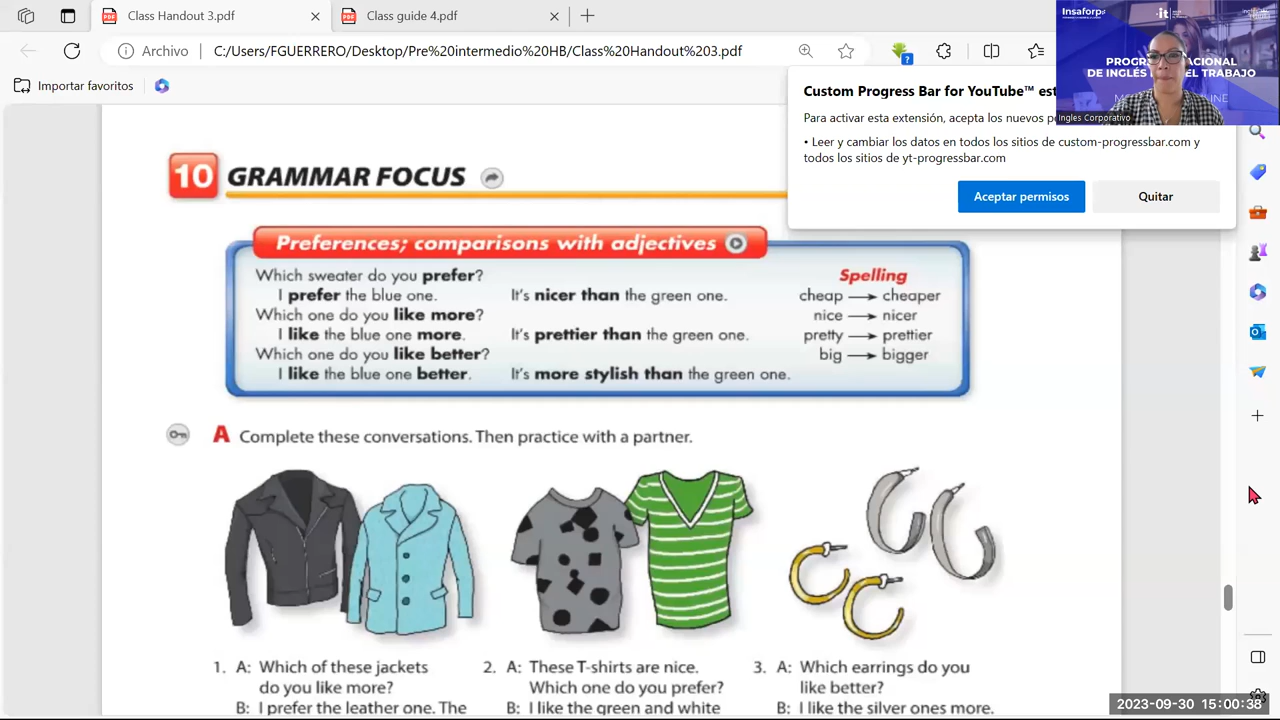 Class Handout 3.pdf
Class guide 4.pdf
Archivo
C:/Users/FGUERRERO/Desktop/Pre%20intermedio%20HB/Class%20Handout%203.pdf
Importar favoritos
Insaforp
Ingles Corporativo
Custom Progress Bar for YouTube™ est
Para activar esta extensión, acepta los nuevos
• Leer y cambiar los datos en todos los sitios de custom-progressbar.com y
todos los sitios de yt-progressbar.com
Aceptar permisos
Quitar
10 GRAMMAR FOCUS
Preferences; comparisons with adjectives
Which sweater do you prefer?
I prefer the blue one. It's nicer than the green one.
Which one do you like more?
I like the blue one more. It's prettier than the green one.
Which one do you like better?
I like the blue one better. It's more stylish than the green one.
Spelling
cheap → cheaper
nice → nicer
pretty → prettier
big → bigger
A Complete these conversations. Then practice with a partner.
1. A: Which of these jackets
do you like more?
B: I prefer the leather one. The
2. A: These T-shirts are nice.
Which one do you prefer?
B: I like the green and white
3. A: Which earrings do you
like better?
B: I like the silver ones more.
2023-09-30 15:00:38